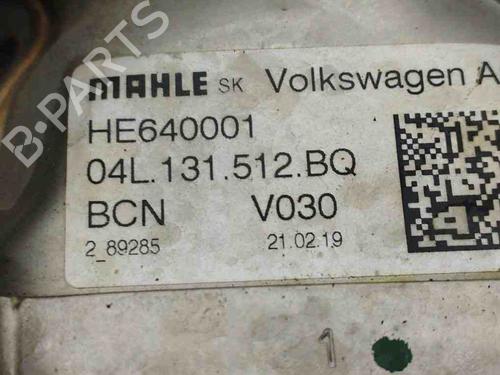 MAHLE SK Volkswagen A
HE640001
04L.131.512.BQ
BCN V030
2_89285 21.02.19
1
B-PARTS